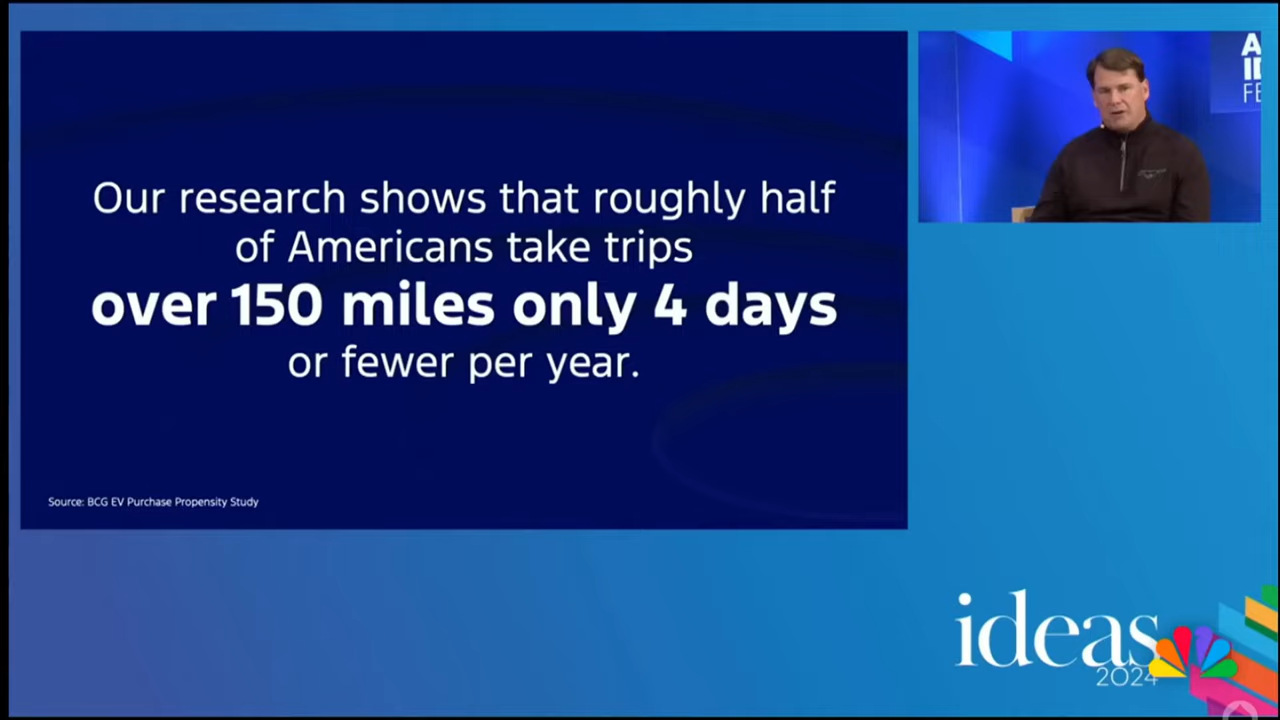 Our research shows that roughly half
of Americans take trips
over 150 miles only 4 days
or fewer per year.
Source: BCG EV Purchase Propensity Study
A
FE
ideas
2024